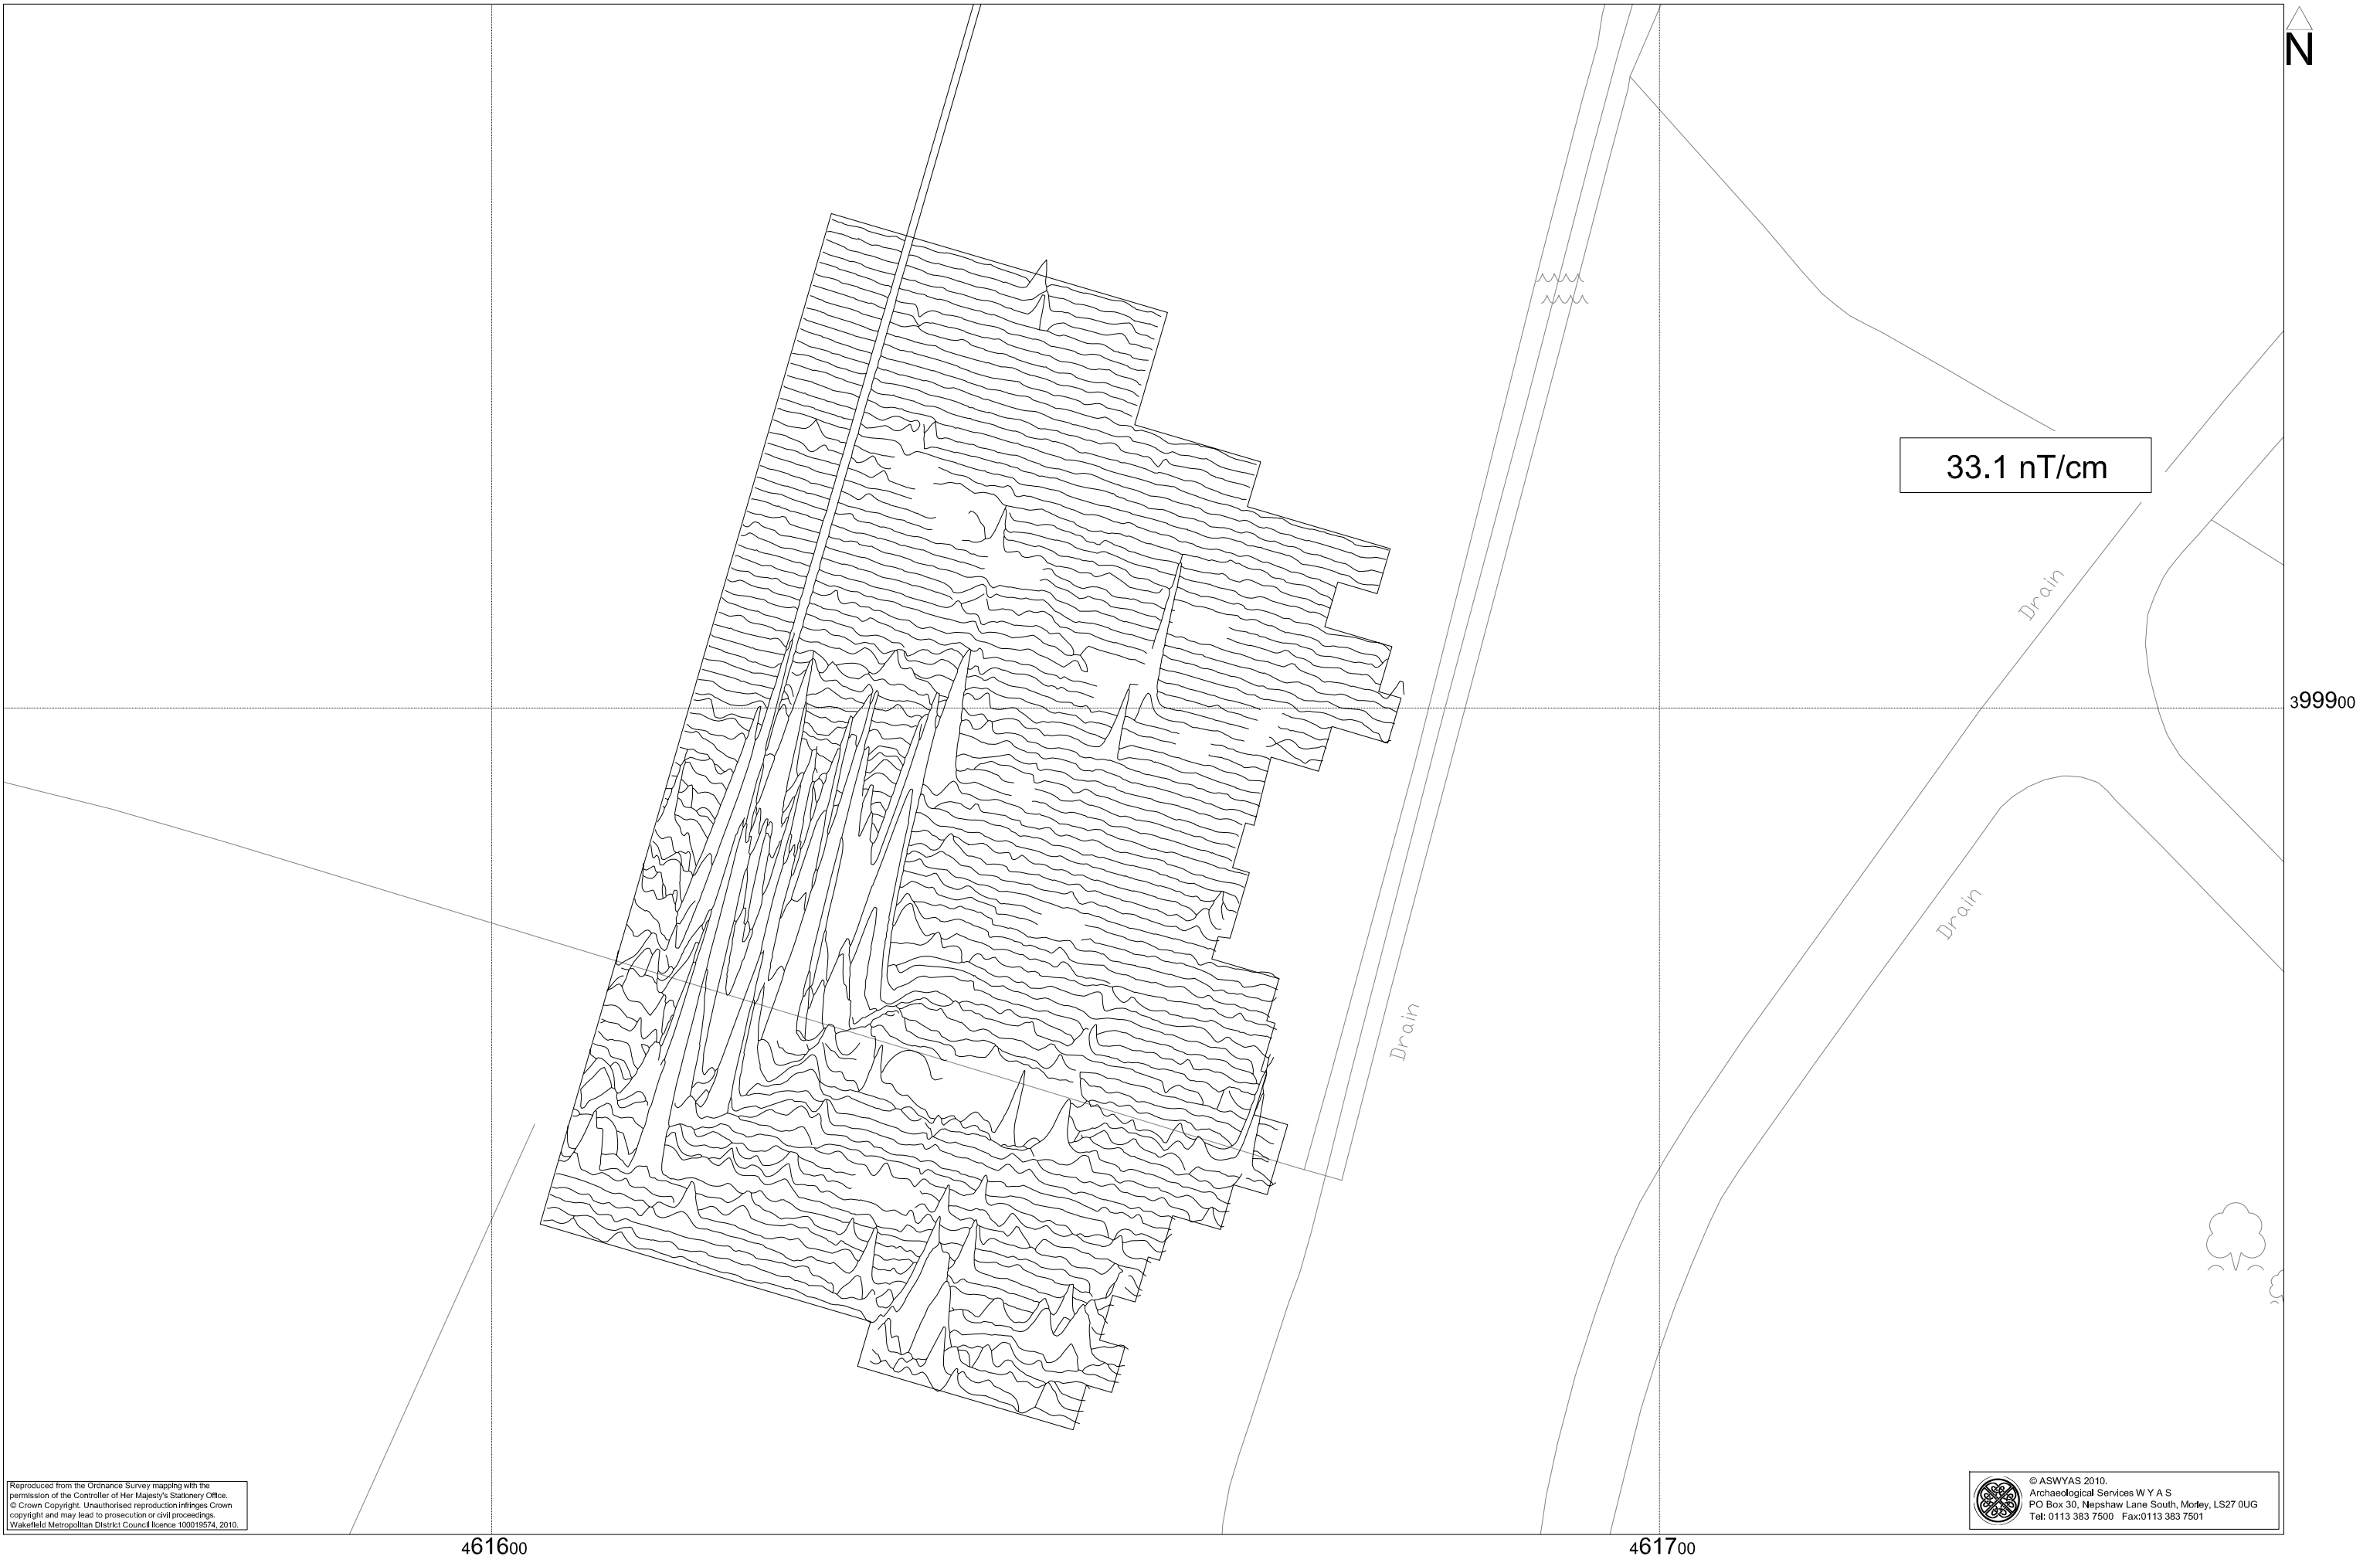 N
33.1 nT/cm
Drain
399900
Drain
Drain
Reproduced from the Ordnance Survey mapping with the
permission of the Controller of Her Majesty's Stationery Office.
© Crown Copyright. Unauthorised reproduction infringes Crown
copyright and may lead to prosecution or civil proceedings.
Wakefield Metropolitan District Council licence 100019574, 2010.
© ASWYAS 2010.
Archaeological Services W Y A S
PO Box 30, Nepshaw Lane South, Morley, LS27 0UG
Tel: 0113 383 7500 Fax:0113 383 7501
461600
461700